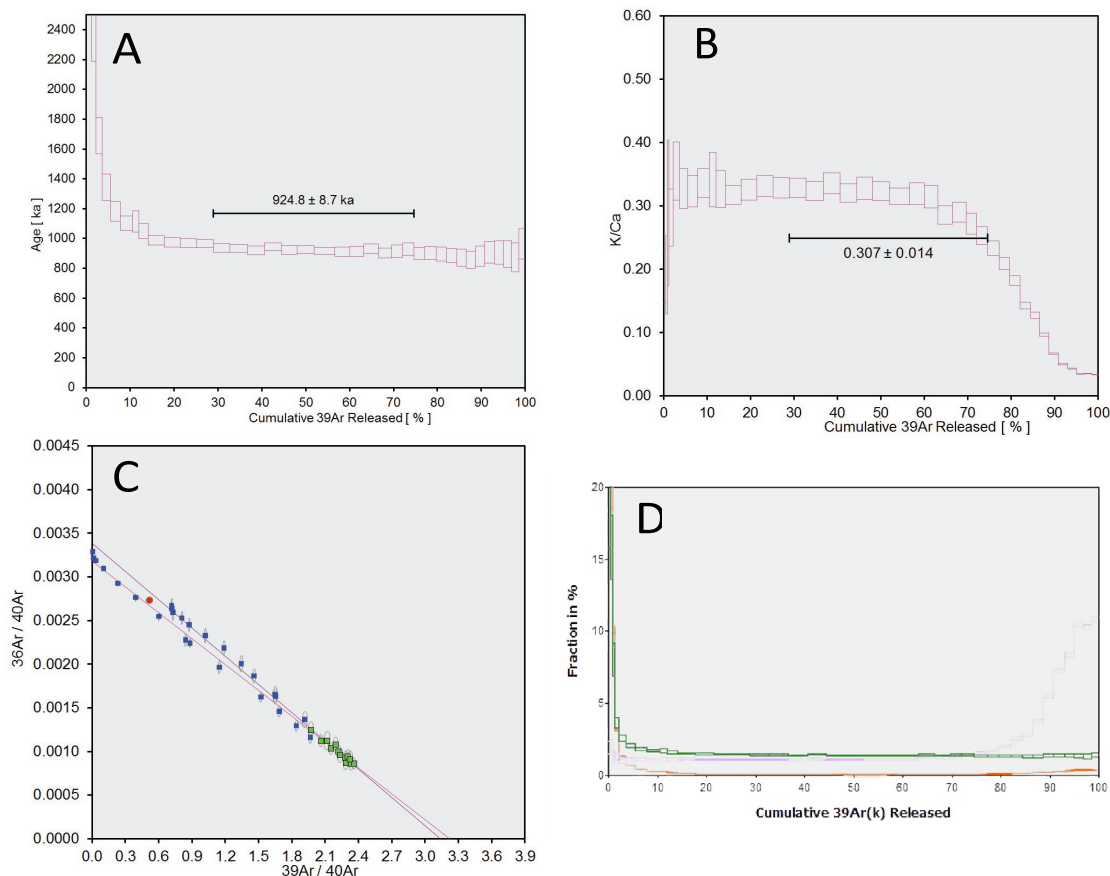 A
2400
2200
2000
1800
1600
1400
1200
1000
800
600
400
200
0
Age [ ka ]
924.8 ± 8.7 ka
0 10 20 30 40 50 60 70 80 90 100
Cumulative 39Ar Released [ % ]
B
0.60
0.50
0.40
0.30
0.20
0.10
0.00
K/Ca
0.307 ± 0.014
0 10 20 30 40 50 60 70 80 90 100
Cumulative 39Ar Released [ % ]
C
0.0045
0.0040
0.0035
0.0030
0.0025
0.0020
0.0015
0.0010
0.0005
0.0000
36Ar / 40Ar
0.0 0.3 0.6 0.9 1.2 1.5 1.8 2.1 2.4 2.7 3.0 3.3 3.6 3.9
39Ar / 40Ar
D
20
15
10
5
0
Fraction in %
0 10 20 30 40 50 60 70 80 90 100
Cumulative 39Ar(k) Released